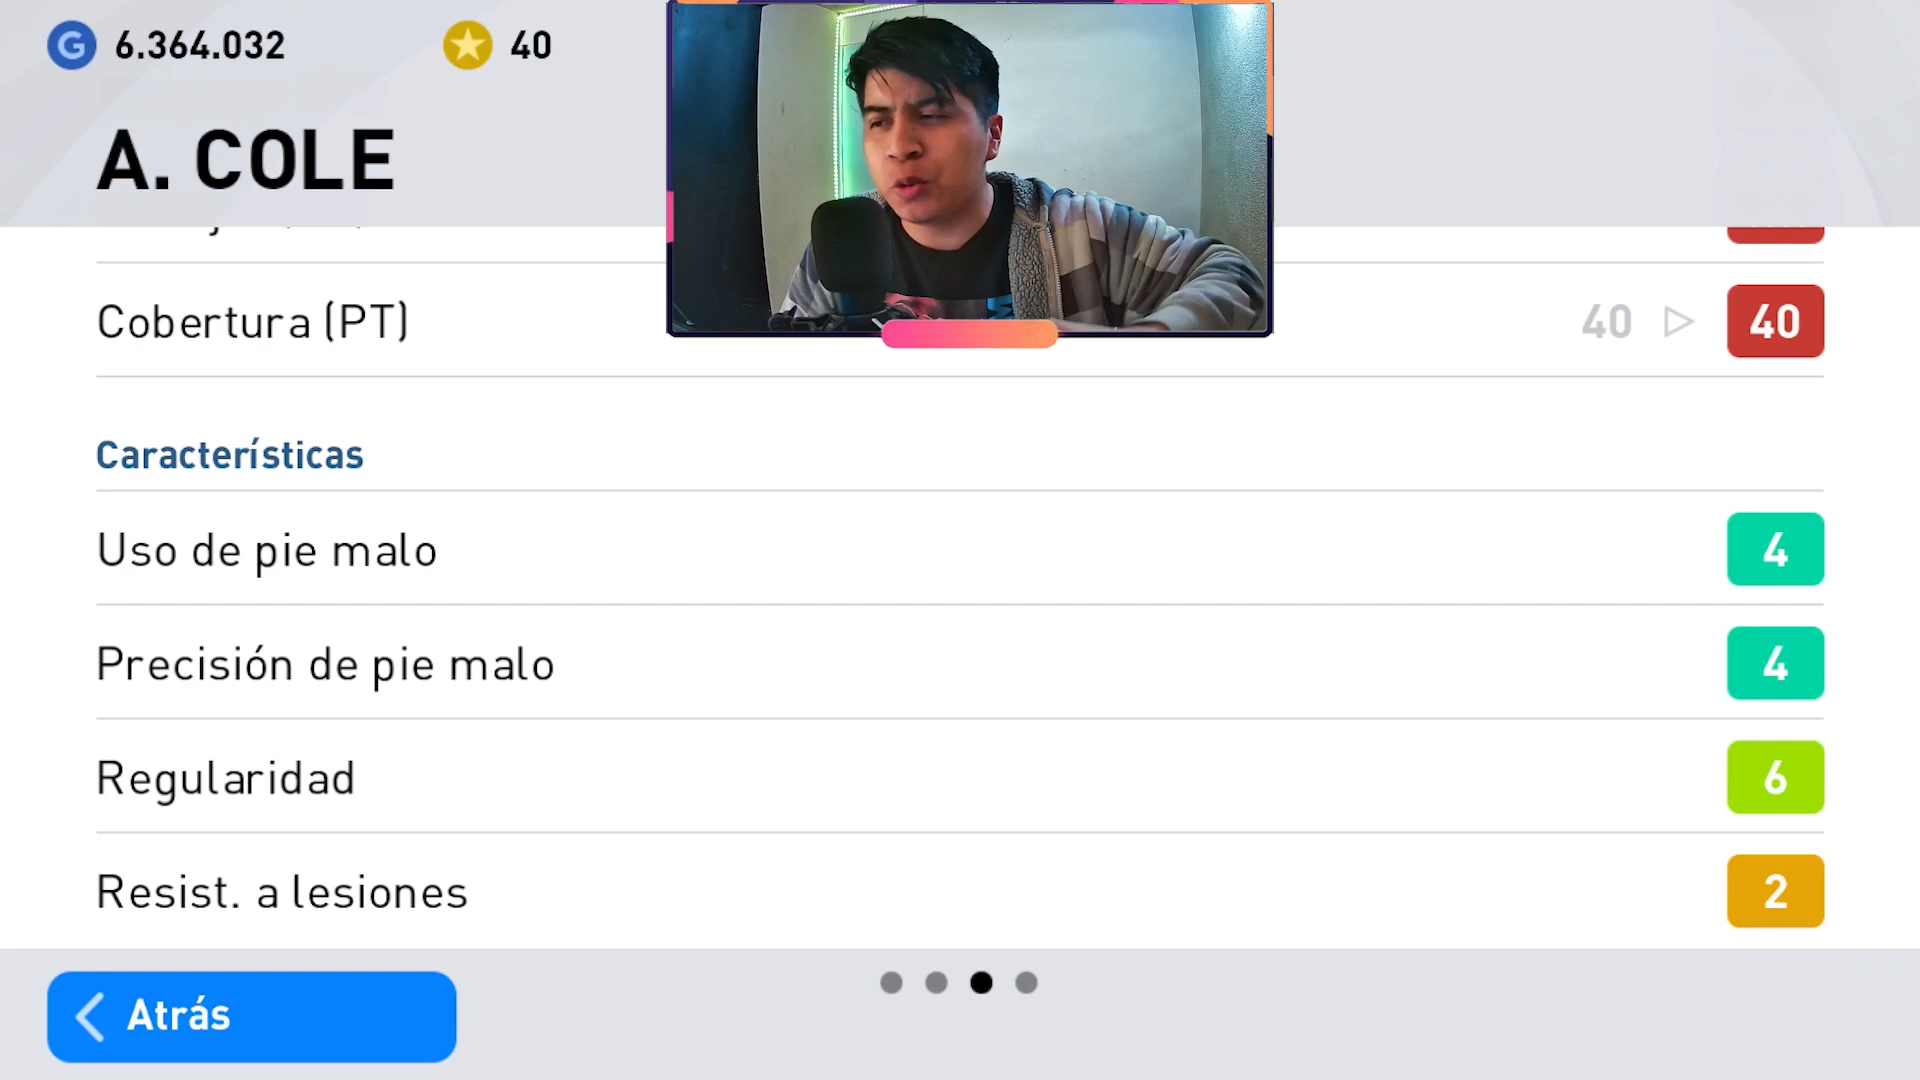 6.364.032
40
A. COLE
Cobertura (PT)
40
40
Características
Uso de pie malo
4
Precisión de pie malo
4
Regularidad
6
Resist. a lesiones
2
Atrás